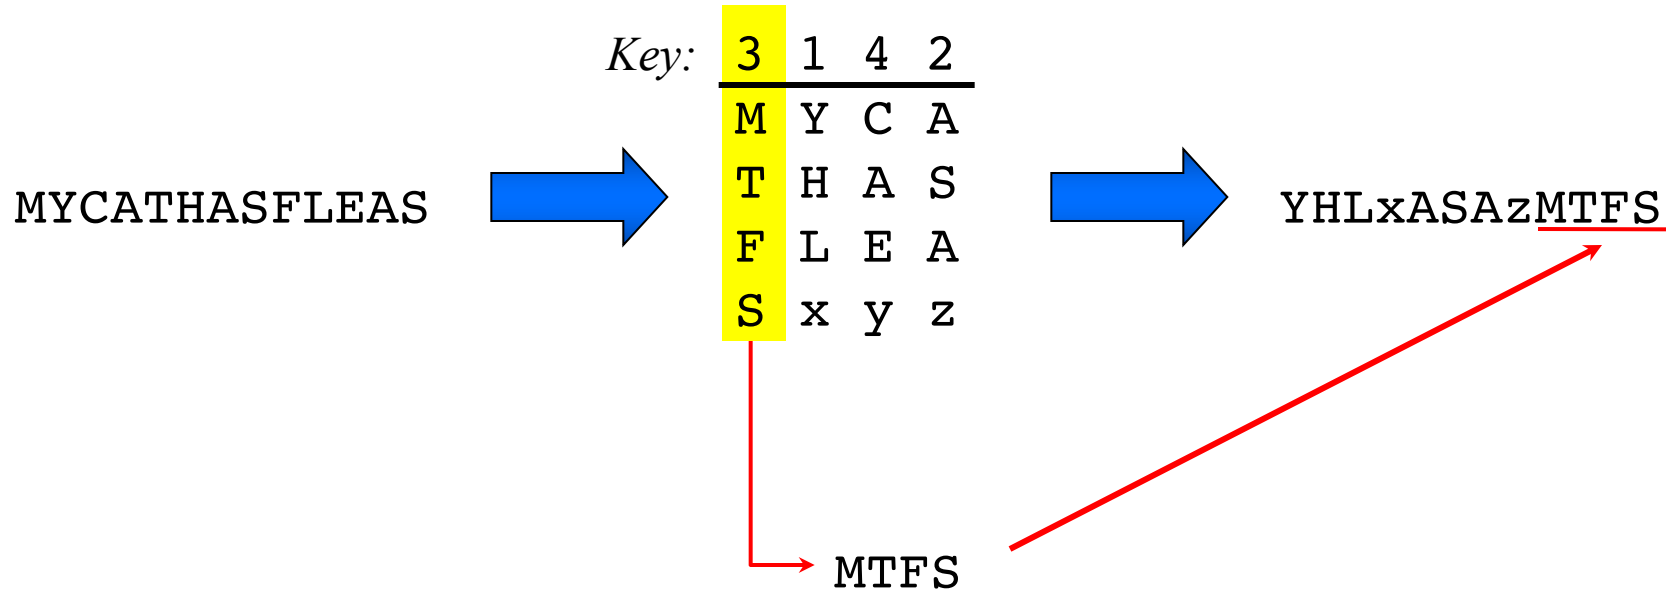 Key: 3 1 4 2
M Y C A
T H A S
F L E A
S x y z
MYCATHASFLEAS
YHLxASAzMTFS
MTFS